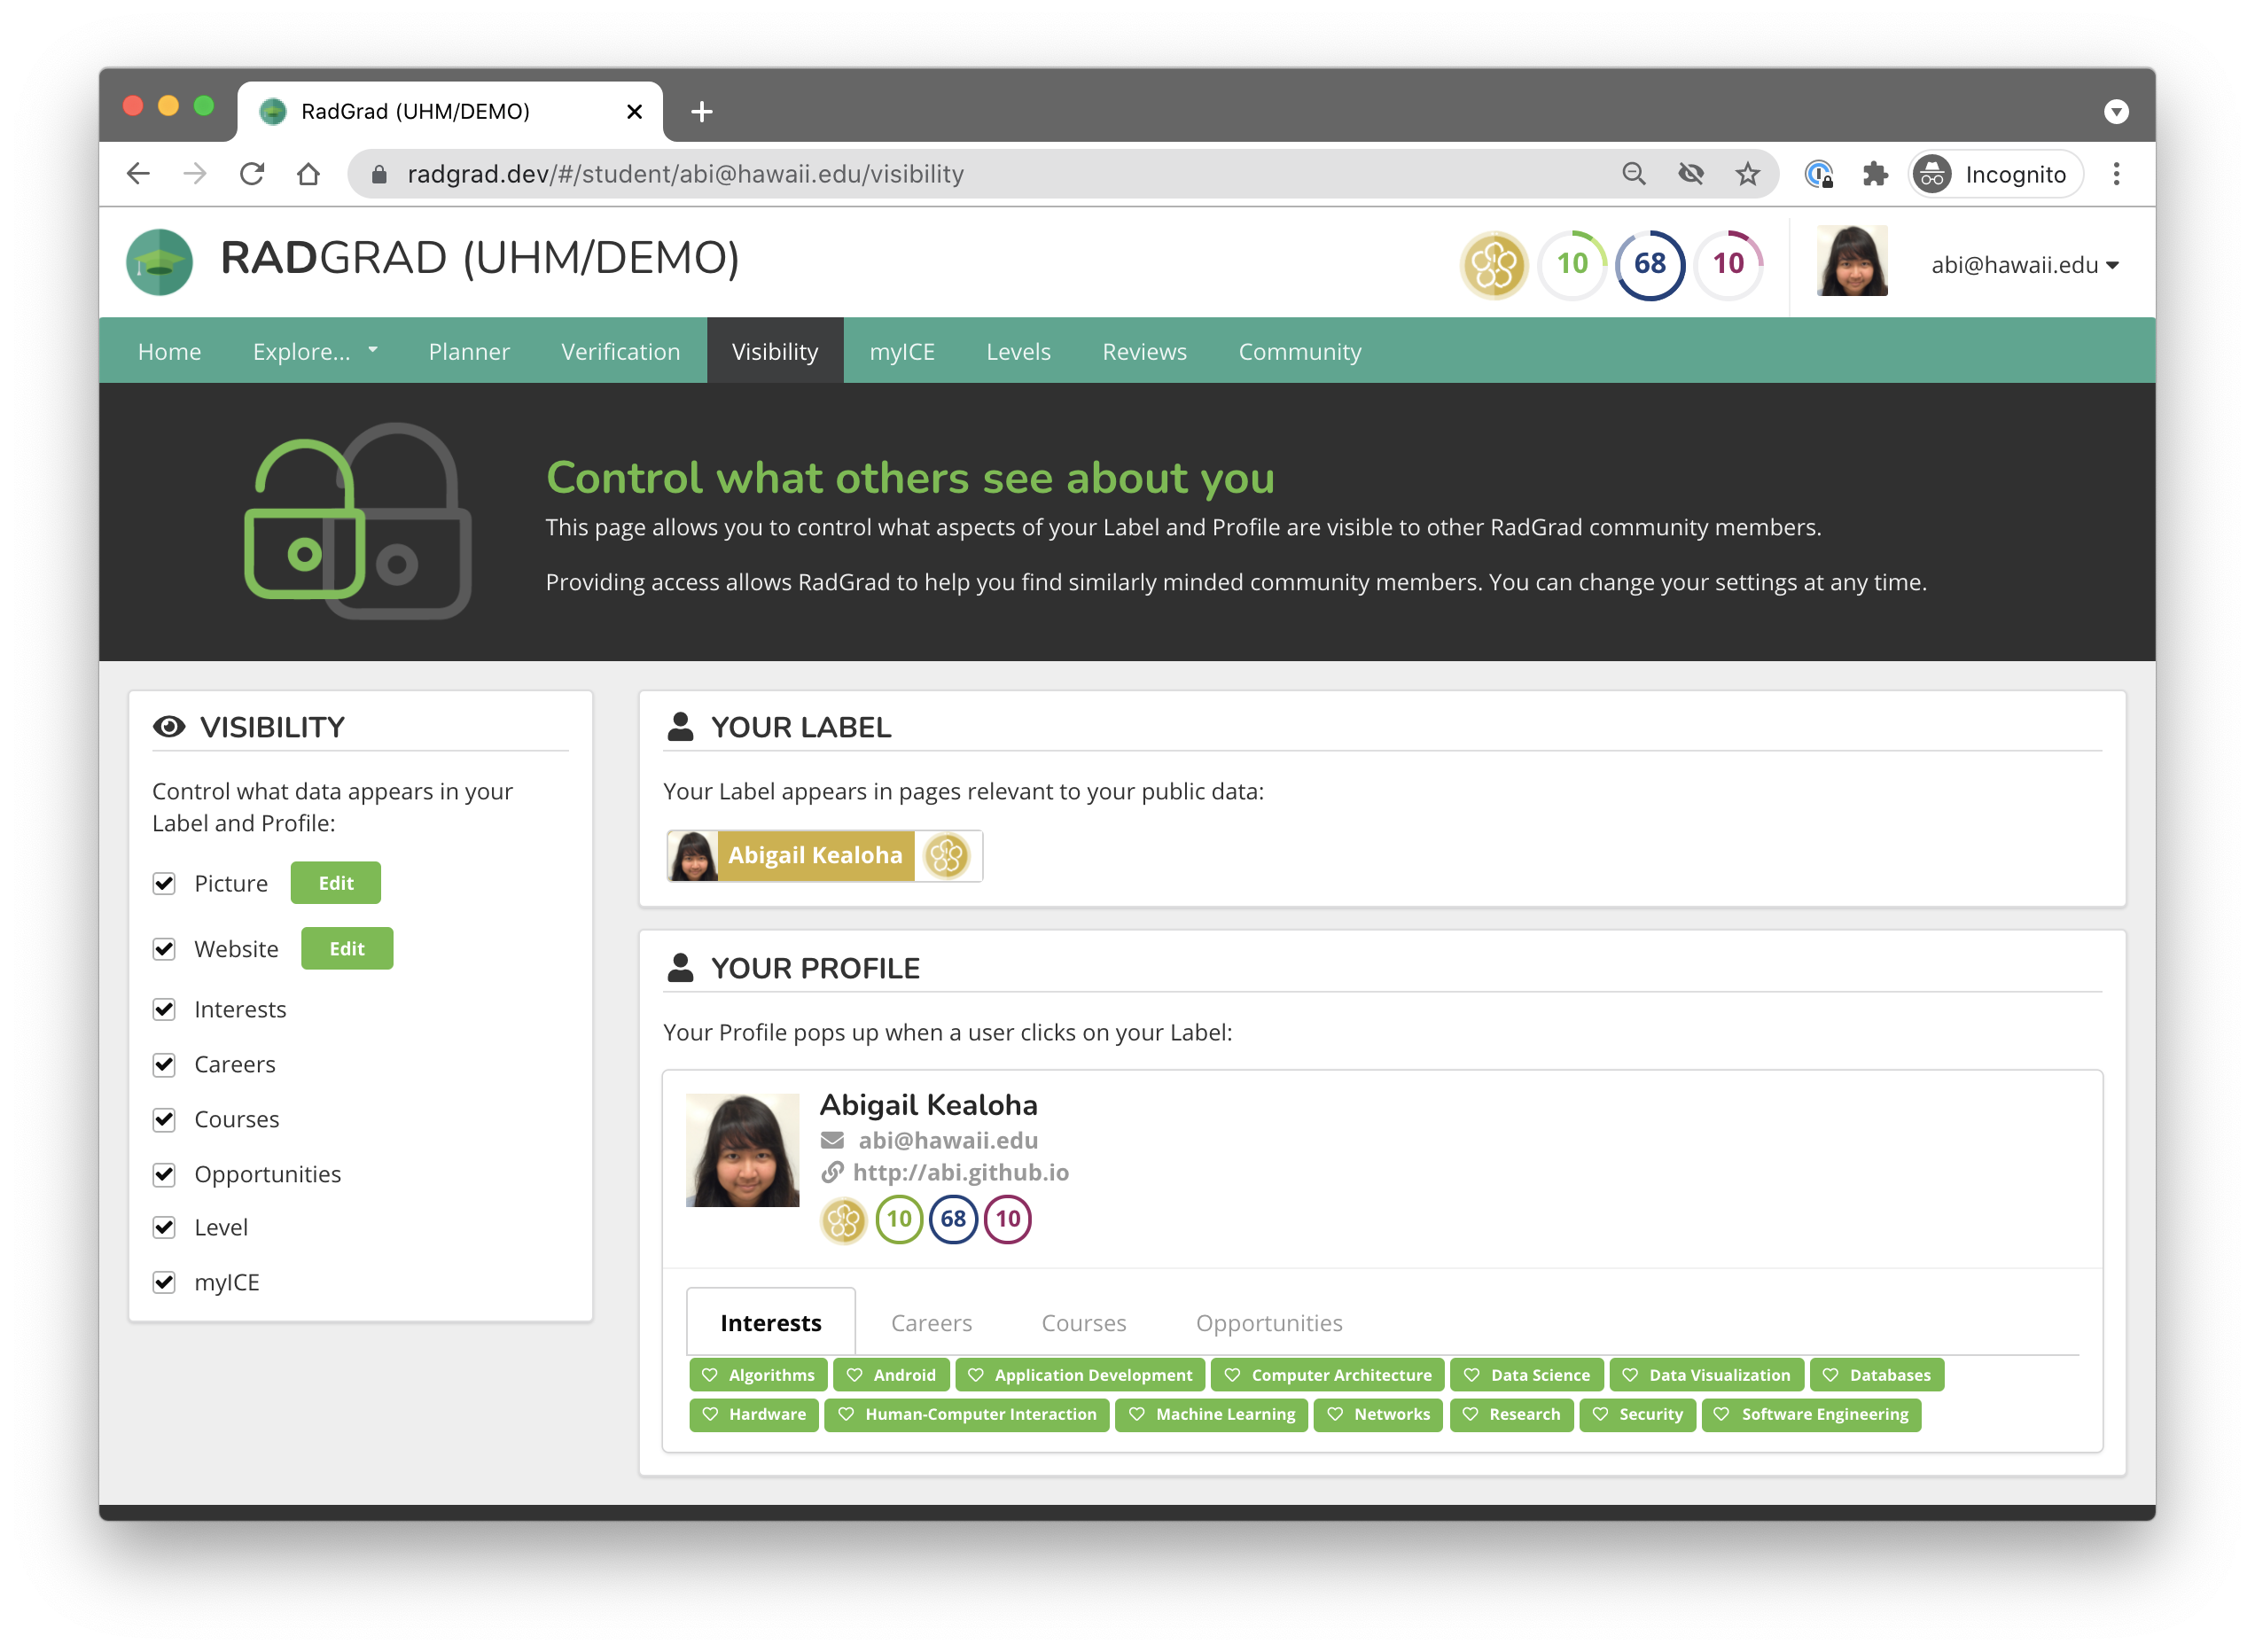 RadGrad (UHM/DEMO)
radgrad.dev/#/student/abi@hawaii.edu/visibility
Incognito
RADGRAD (UHM/DEMO)
10 68 10
abi@hawaii.edu
Home Explore... Planner Verification Visibility myICE Levels Reviews Community
Control what others see about you
This page allows you to control what aspects of your Label and Profile are visible to other RadGrad community members.
Providing access allows RadGrad to help you find similarly minded community members. You can change your settings at any time.
VISIBILITY
Control what data appears in your
Label and Profile:
Picture Edit
Website Edit
Interests
Careers
Courses
Opportunities
Level
myICE
YOUR LABEL
Your Label appears in pages relevant to your public data:
Abigail Kealoha
YOUR PROFILE
Your Profile pops up when a user clicks on your Label:
Abigail Kealoha
abi@hawaii.edu
http://abi.github.io
10 68 10
Interests Careers Courses Opportunities
Algorithms Android Application Development Computer Architecture Data Science Data Visualization Databases
Hardware Human-Computer Interaction Machine Learning Networks Research Security Software Engineering